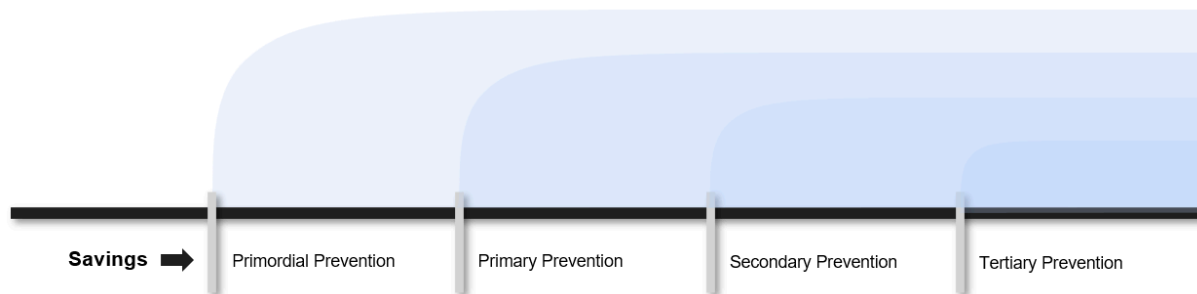 Savings
Primordial Prevention
Primary Prevention
Secondary Prevention
Tertiary Prevention